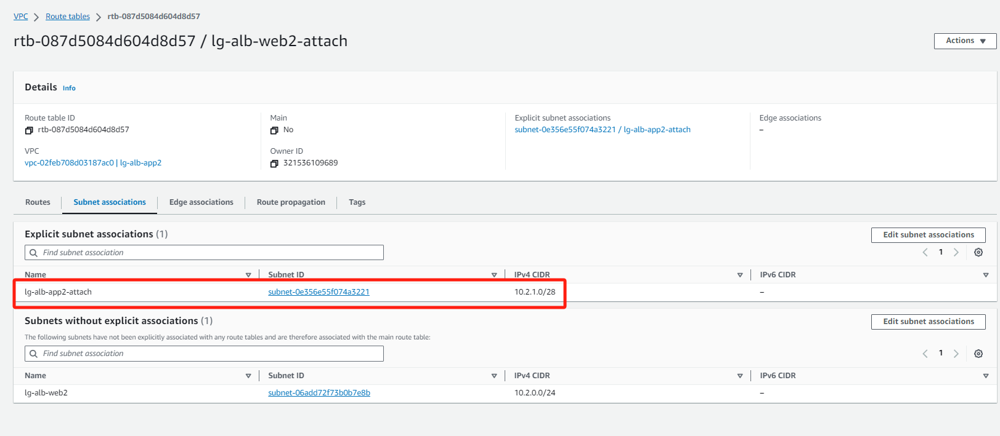 VPC > Route tables > rtb-087d5084d604d8d57
rtb-087d5084d604d8d57 / lg-alb-web2-attach
Actions
Details Info
Route table ID
rtb-087d5084d604d8d57
Main
No
Explicit subnet associations
subnet-0e356e55f074a3221 / lg-alb-app2-attach
Edge associations
–
VPC
vpc-02feb708d03187ac0 | lg-alb-app2
Owner ID
321536109689
Routes Subnet associations Edge associations Route propagation Tags
Explicit subnet associations (1)
Edit subnet associations
Find subnet association
1
Name Subnet ID IPv4 CIDR IPv6 CIDR
lg-alb-app2-attach subnet-0e356e55f074a3221 10.2.1.0/28 –
Subnets without explicit associations (1)
Edit subnet associations
The following subnets have not been explicitly associated with any route tables and are therefore associated with the main route table:
Find subnet association
1
Name Subnet ID IPv4 CIDR IPv6 CIDR
lg-alb-web2 subnet-06add72f73b0b7e8b 10.2.0.0/24 –